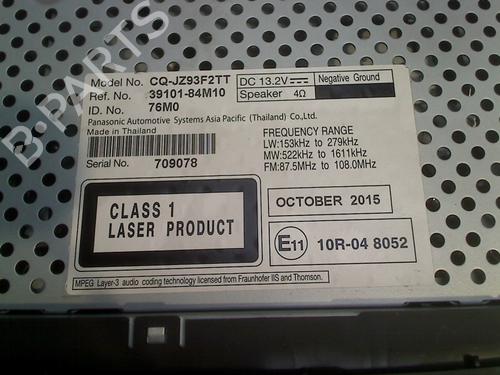 B-PARTS
Model No. CQ-JZ93F2TT
Ref. No. 39101-84M10
ID. No. 76M0
DC 13.2V Negative Ground
Speaker 4Ω
Panasonic Automotive Systems Asia Pacific (Thailand) Co.,Ltd.
Made in Thailand
Serial No. 709078
FREQUENCY RANGE
LW:153kHz to 279kHz
MW:522kHz to 1611kHz
FM:87.5MHz to 108.0MHz
CLASS 1
LASER PRODUCT
OCTOBER 2015
E11 10R-04 8052
MPEG Layer-3 audio coding technology licensed from Fraunhofer IIS and Thomson.